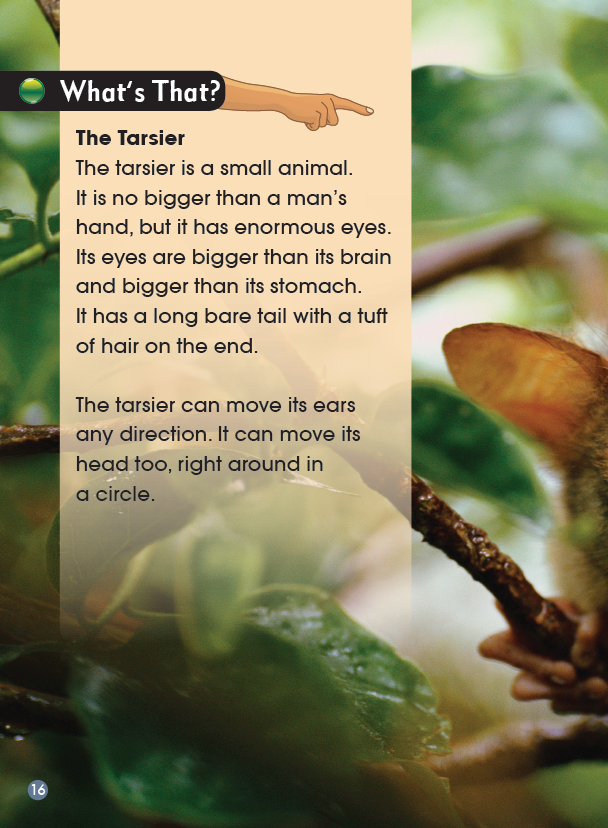 What's That?
The Tarsier
The tarsier is a small animal.
It is no bigger than a man's
hand, but it has enormous eyes.
Its eyes are bigger than its brain
and bigger than its stomach.
It has a long bare tail with a tuft
of hair on the end.
The tarsier can move its ears
any direction. It can move its
head too, right around in
a circle.
16